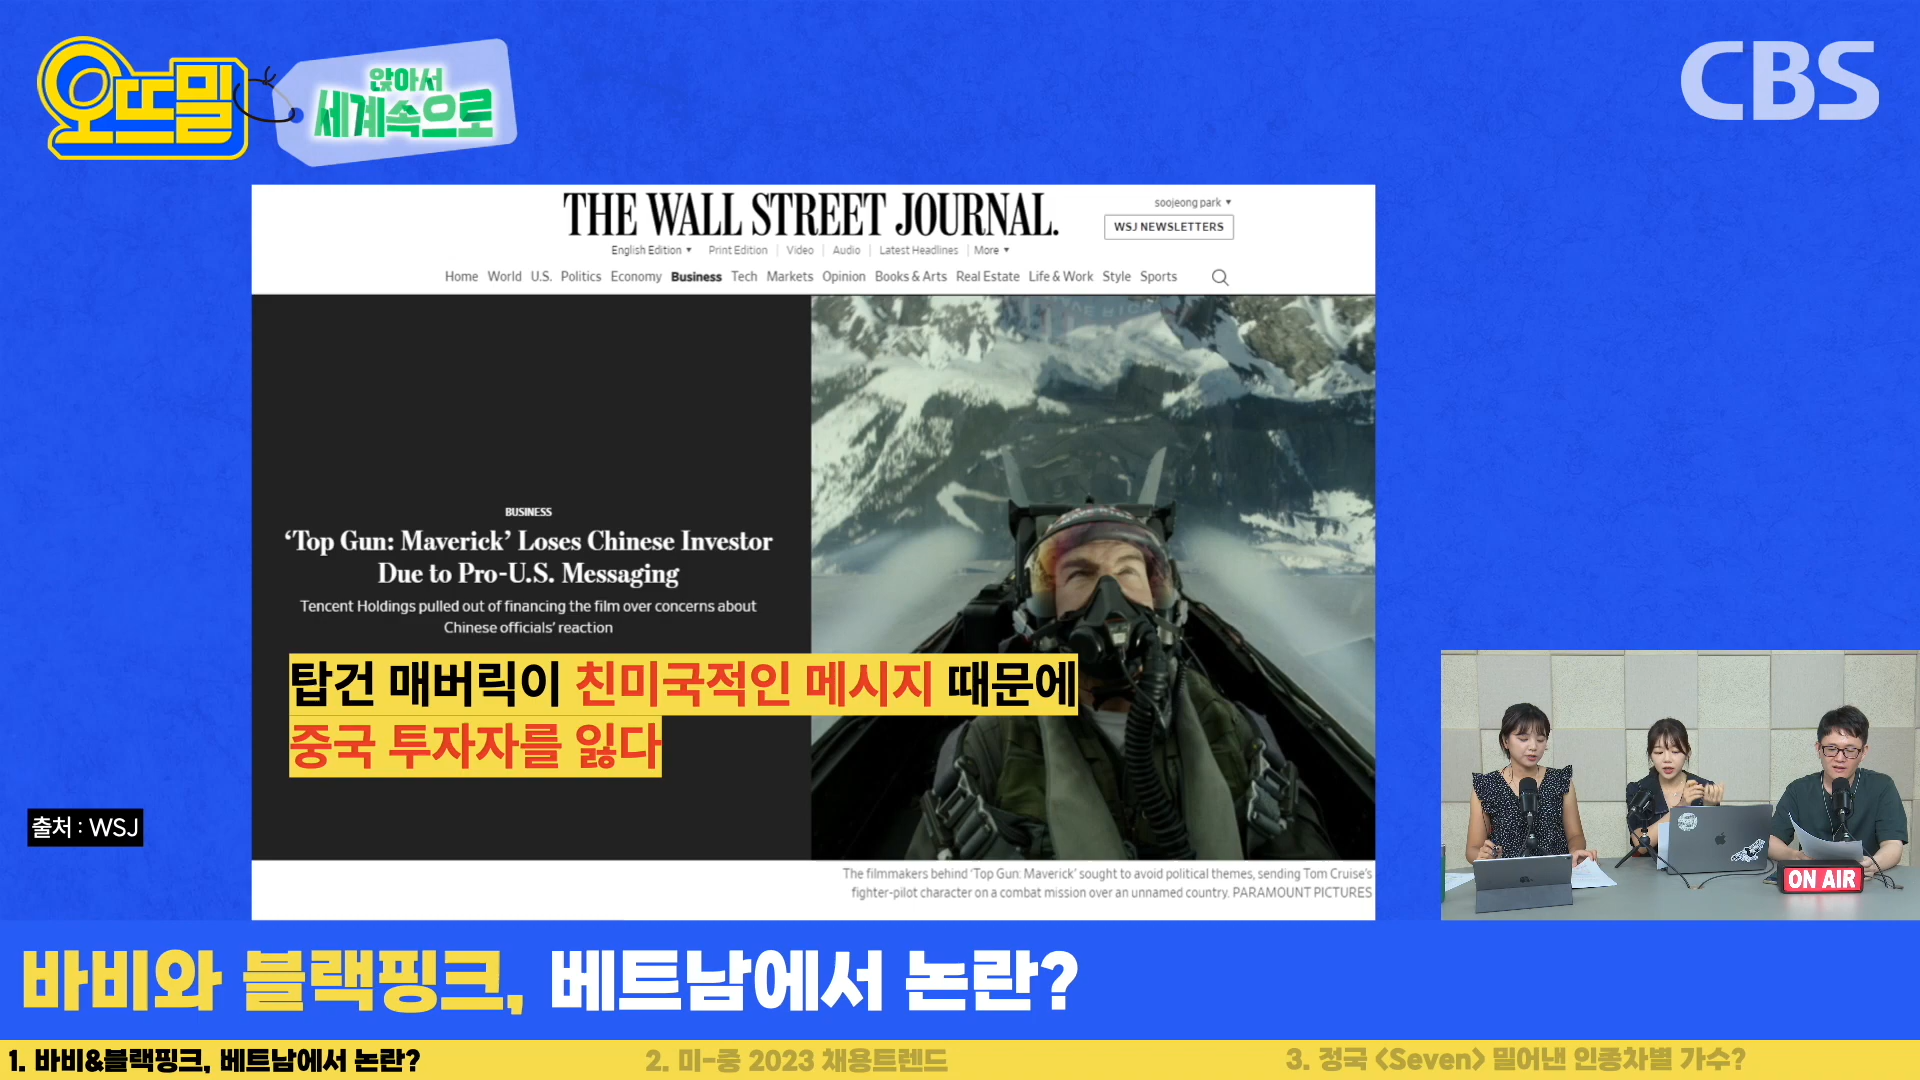 오뜨밀
앉아서
세계속으로
CBS
THE WALL STREET JOURNAL.
soojeong park ▼
WSJ NEWSLETTERS
English Edition ▼ Print Edition | Video | Audio | Latest Headlines | More ▼
Home World U.S. Politics Economy Business Tech Markets Opinion Books & Arts Real Estate Life & Work Style Sports
BUSINESS
‘Top Gun: Maverick’ Loses Chinese Investor
Due to Pro-U.S. Messaging
Tencent Holdings pulled out of financing the film over concerns about
Chinese officials’ reaction
탑건 매버릭이 친미국적인 메시지 때문에
중국 투자자를 잃다
출처 : WSJ
The filmmakers behind ‘Top Gun: Maverick’ sought to avoid political themes, sending Tom Cruise’s
fighter-pilot character on a combat mission over an unnamed country. PARAMOUNT PICTURES
ON AIR
바비와 블랙핑크, 베트남에서 논란?
1. 바비&블랙핑크, 베트남에서 논란?
2. 미-중 2023 채용트렌드
3. 정국 <Seven> 밀어낸 인종차별 가수?